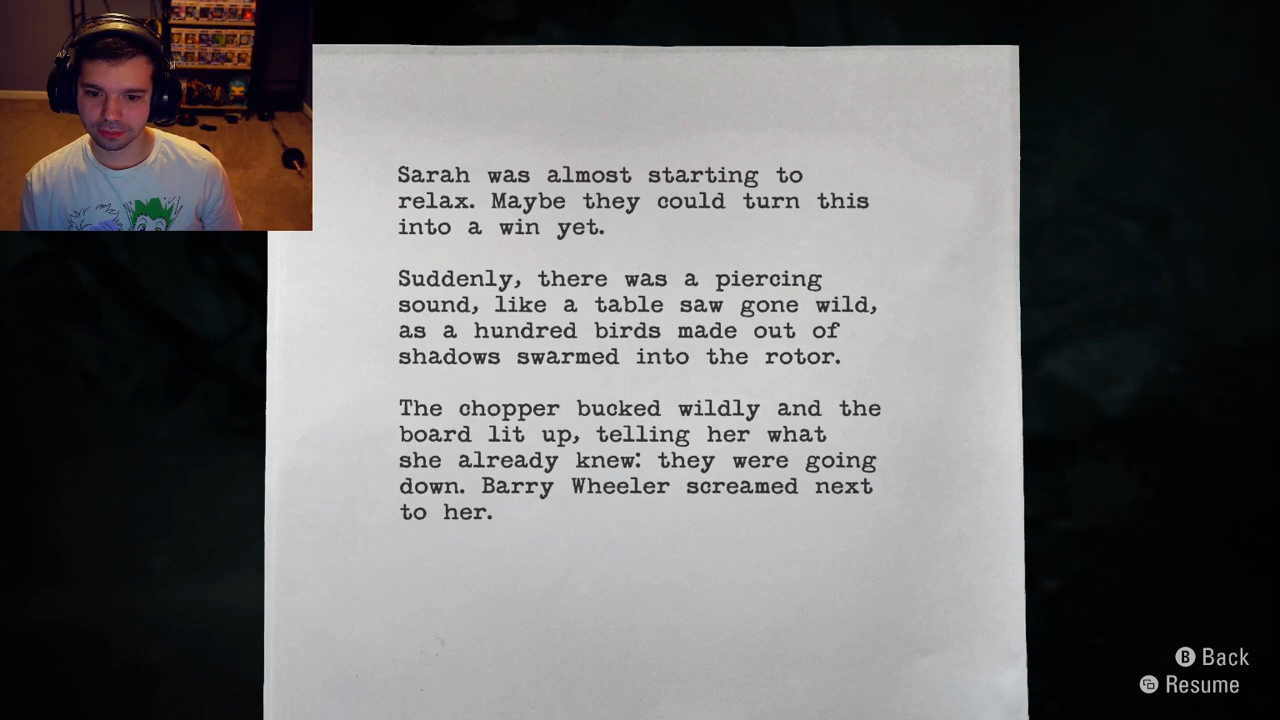 Sarah was almost starting to
relax. Maybe they could turn this
into a win yet.
Suddenly, there was a piercing
sound, like a table saw gone wild,
as a hundred birds made out of
shadows swarmed into the rotor.
The chopper bucked wildly and the
board lit up, telling her what
she already knew: they were going
down. Barry Wheeler screamed next
to her.
B Back
Resume